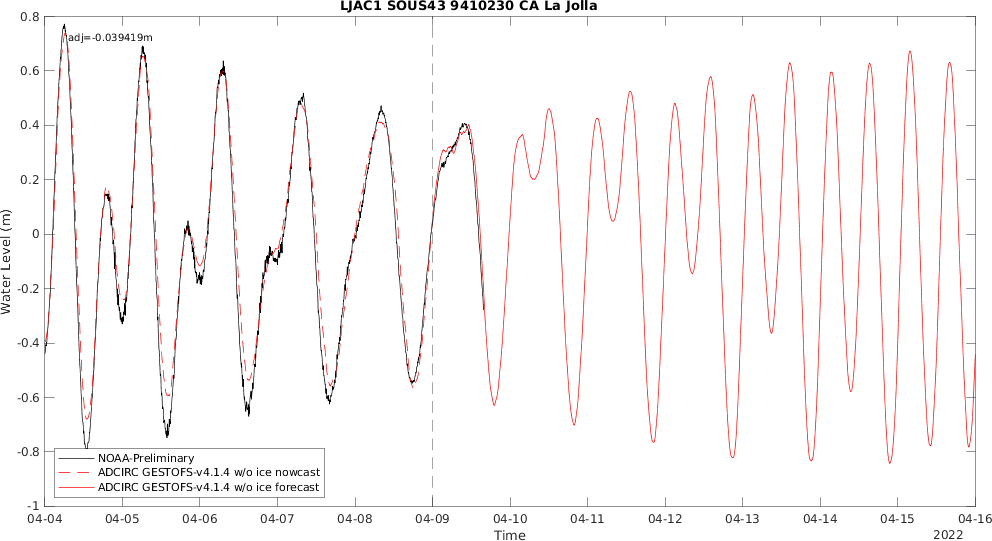 LJAC1 SOUS43 9410230 CA La Jolla
adj=-0.039419m
0.8
0.6
0.4
0.2
0
-0.2
-0.4
-0.6
-0.8
-1
Water Level (m)
NOAA-Preliminary
ADCIRC GESTOFS-v4.1.4 w/o ice nowcast
ADCIRC GESTOFS-v4.1.4 w/o ice forecast
04-04 04-05 04-06 04-07 04-08 04-09 04-10 04-11 04-12 04-13 04-14 04-15 04-16
Time
2022